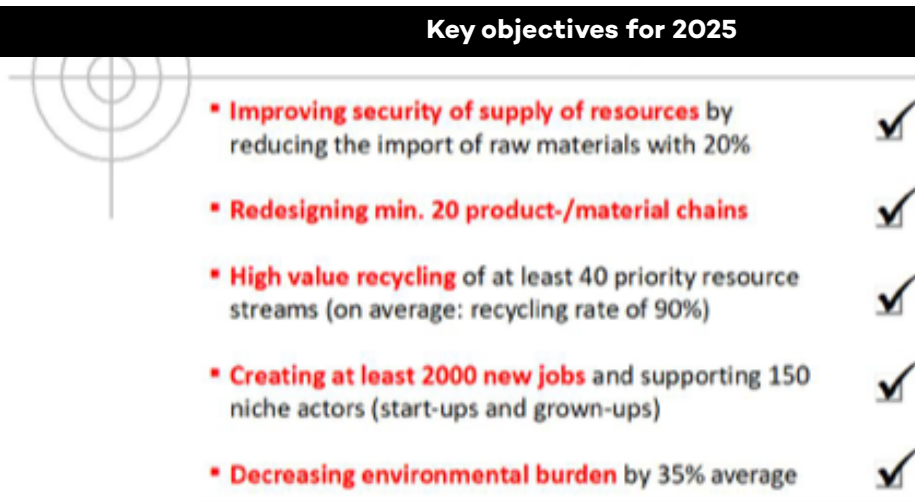 Key objectives for 2025
▪ Improving security of supply of resources by
reducing the import of raw materials with 20%
▪ Redesigning min. 20 product-/material chains
▪ High value recycling of at least 40 priority resource
streams (on average: recycling rate of 90%)
▪ Creating at least 2000 new jobs and supporting 150
niche actors (start-ups and grown-ups)
▪ Decreasing environmental burden by 35% average